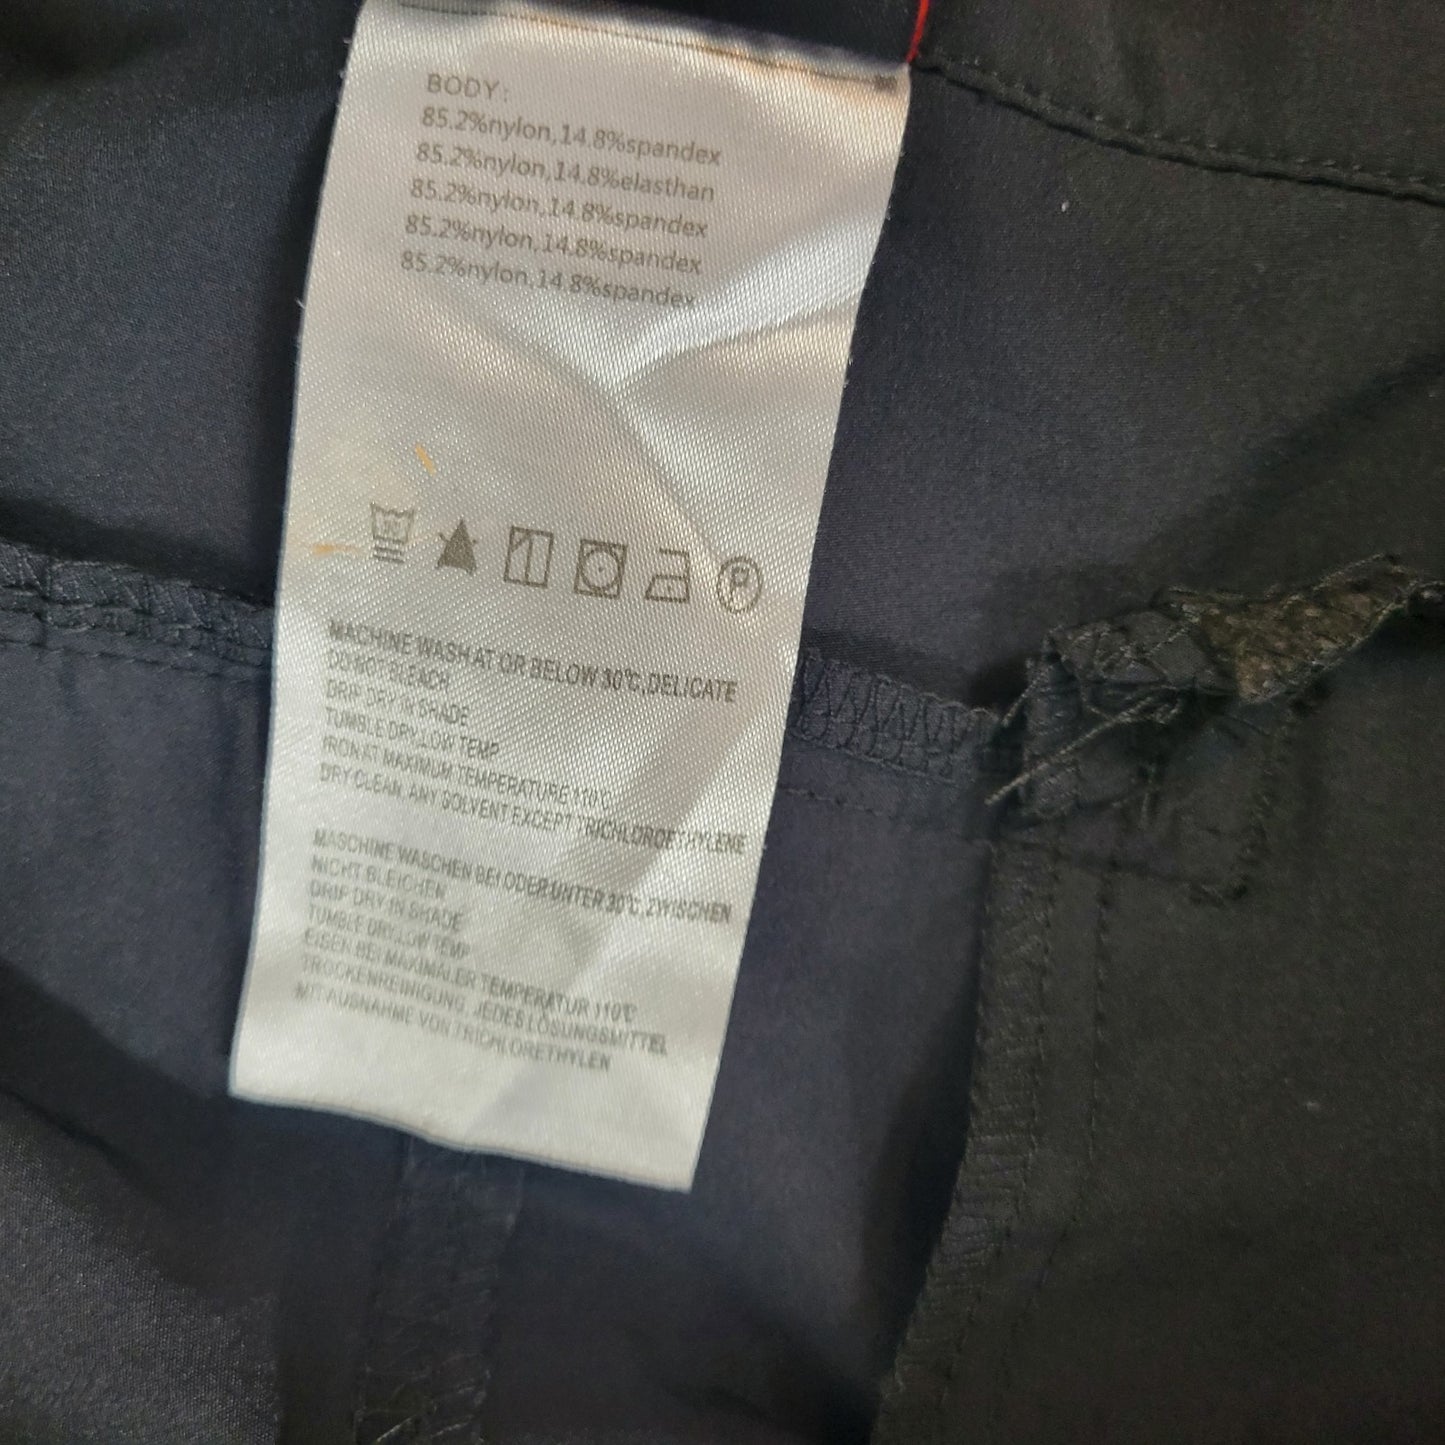 BODY:
85.2%nylon,14.8%spandex
85.2%nylon,14.8%elasthan
85.2%nylon,14.8%spandex
85.2%nylon,14.8%spandex
85.2%nylon,14.8%spandex
30
P
MACHINE WASH AT OR BELOW 30℃,DELICATE
DO NOT BLEACH
DRIP DRY IN SHADE
TUMBLE DRY,LOW TEMP
IRON AT MAXIMUM TEMPERATURE 110℃
DRY CLEAN, ANY SOLVENT EXCEPT TRICHLOROETHYLENE
MASCHINE WASCHEN BEI ODER UNTER 30℃,ZWISCHEN
NICHT BLEICHEN
DRIP DRY IN SHADE
TUMBLE DRY,LOW TEMP
EISEN BEI MAXIMALER TEMPERATUR 110℃
TROCKENREINIGUNG, JEDES LÖSUNGSMITTEL
MIT AUSNAHME VON TRICHLORETHYLEN